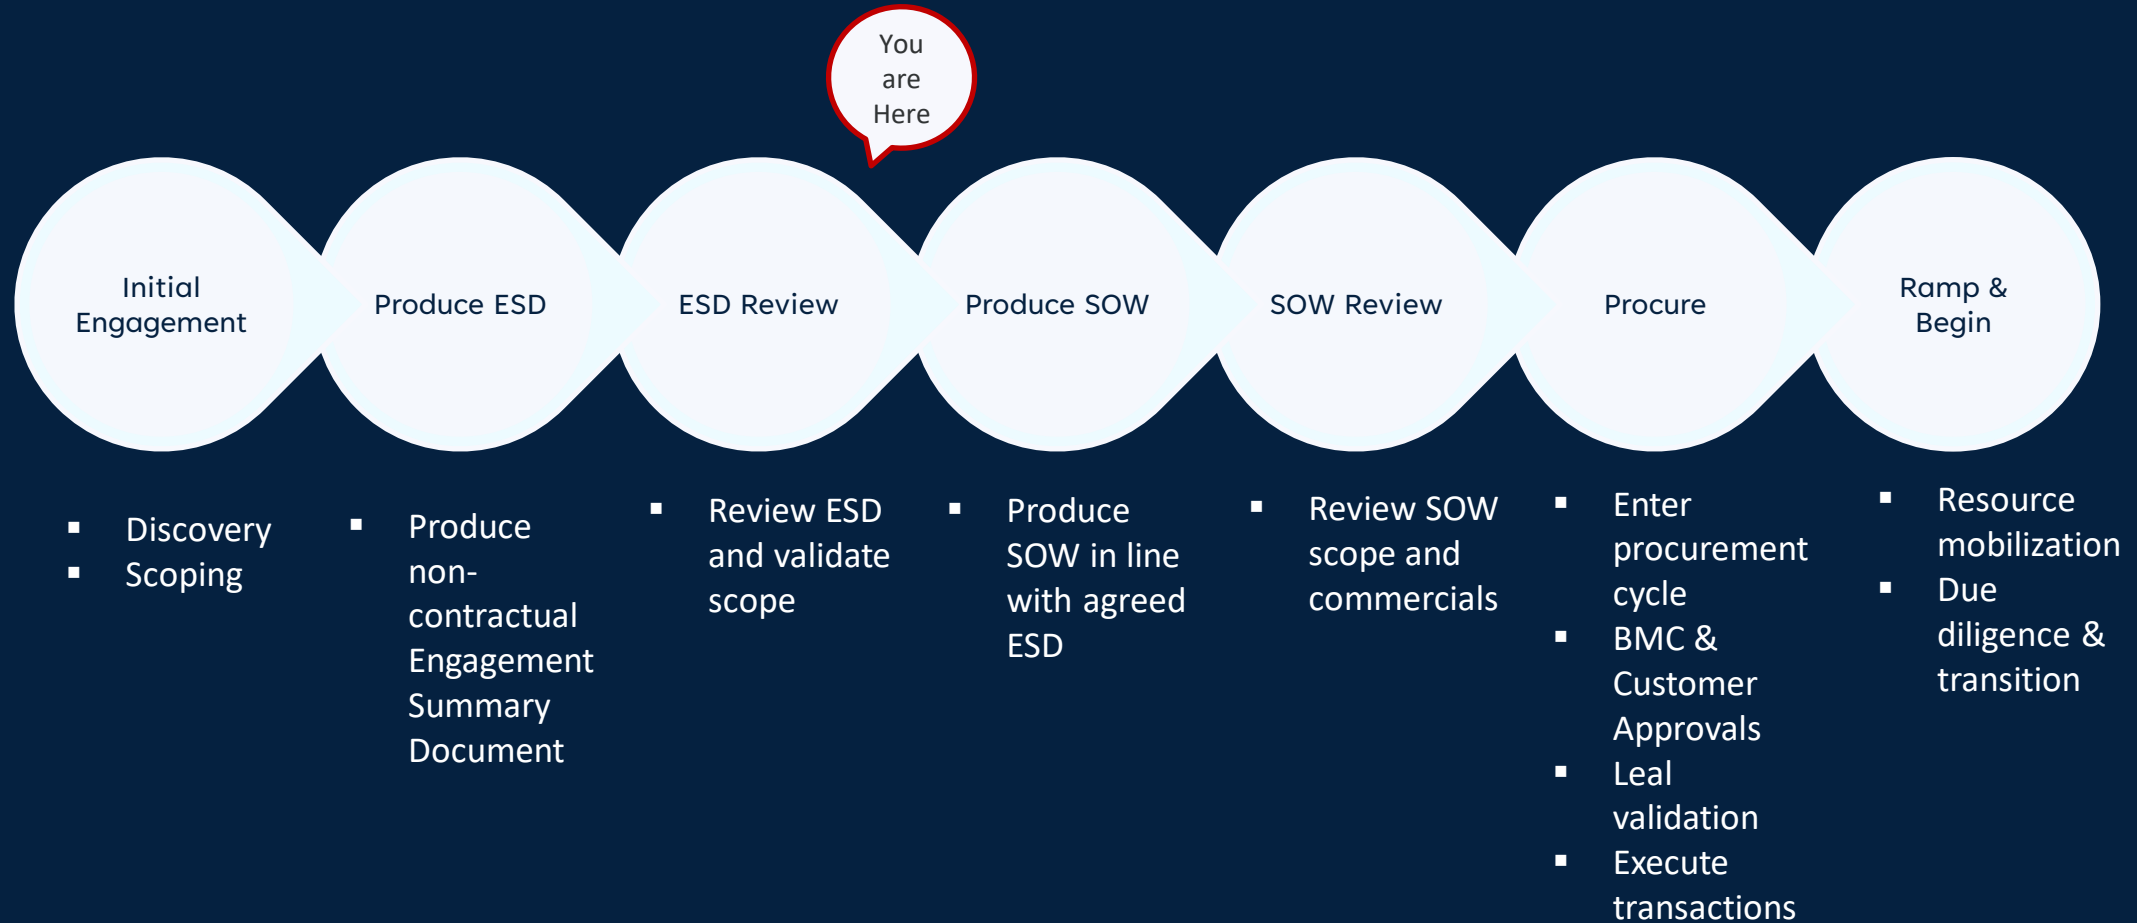 You
are
Here
Initial
Engagement
Produce ESD
ESD Review
Produce SOW
SOW Review
Procure
Ramp &
Begin
▪ Discovery
▪ Scoping
▪ Produce
non-
contractual
Engagement
Summary
Document
▪ Review ESD
and validate
scope
▪ Produce
SOW in line
with agreed
ESD
▪ Review SOW
scope and
commercials
▪ Enter
procurement
cycle
▪ BMC &
Customer
Approvals
▪ Leal
validation
▪ Execute
transactions
▪ Resource
mobilization
▪ Due
diligence &
transition